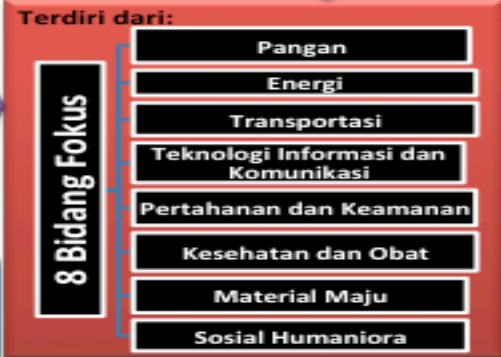 Terdiri dari:
8 Bidang Fokus
Pangan
Energi
Transportasi
Teknologi Informasi dan
Komunikasi
Pertahanan dan Keamanan
Kesehatan dan Obat
Material Maju
Sosial Humaniora